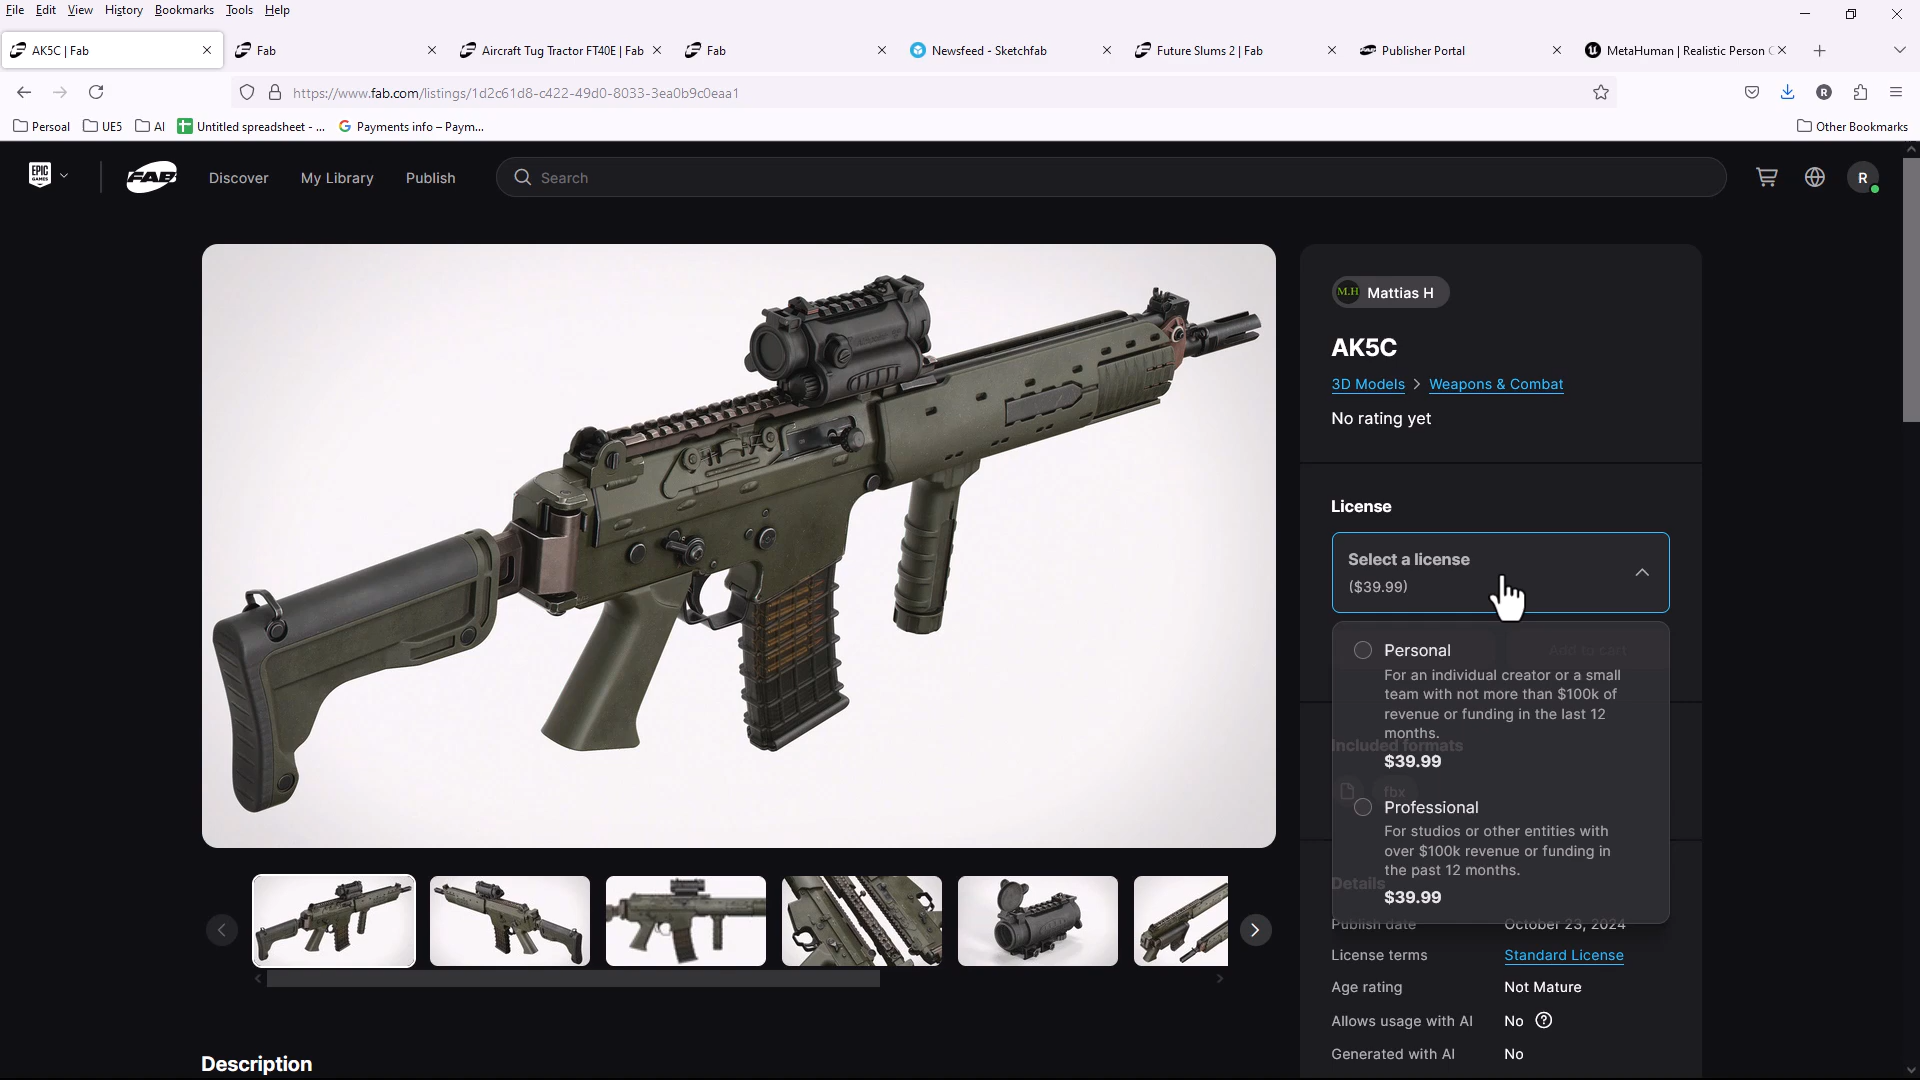 File Edit View History Bookmarks Tools Help
AK5C | Fab
Fab
Aircraft Tug Tractor FT40E | Fab
Fab
Newsfeed - Sketchfab
Future Slums 2 | Fab
Publisher Portal
MetaHuman | Realistic Person
https://www.fab.com/listings/1d2c61d8-c422-49d0-8033-3ea0b9c0eaa1
R
Persoal
UE5
AI
Untitled spreadsheet - ...
Payments info – Paym...
Other Bookmarks
EPIC GAMES
FAB
Discover
My Library
Publish
Search
R
M.H
Mattias H
AK5C
3D Models > Weapons & Combat
No rating yet
License
Select a license
($39.99)
Personal
Add to cart
For an individual creator or a small
team with not more than $100k of
revenue or funding in the last 12
months.
Included formats
$39.99
fbx
Professional
For studios or other entities with
over $100k revenue or funding in
the past 12 months.
Details
$39.99
Publish date October 23, 2024
License terms Standard License
Age rating Not Mature
Allows usage with AI No
Generated with AI No
Description